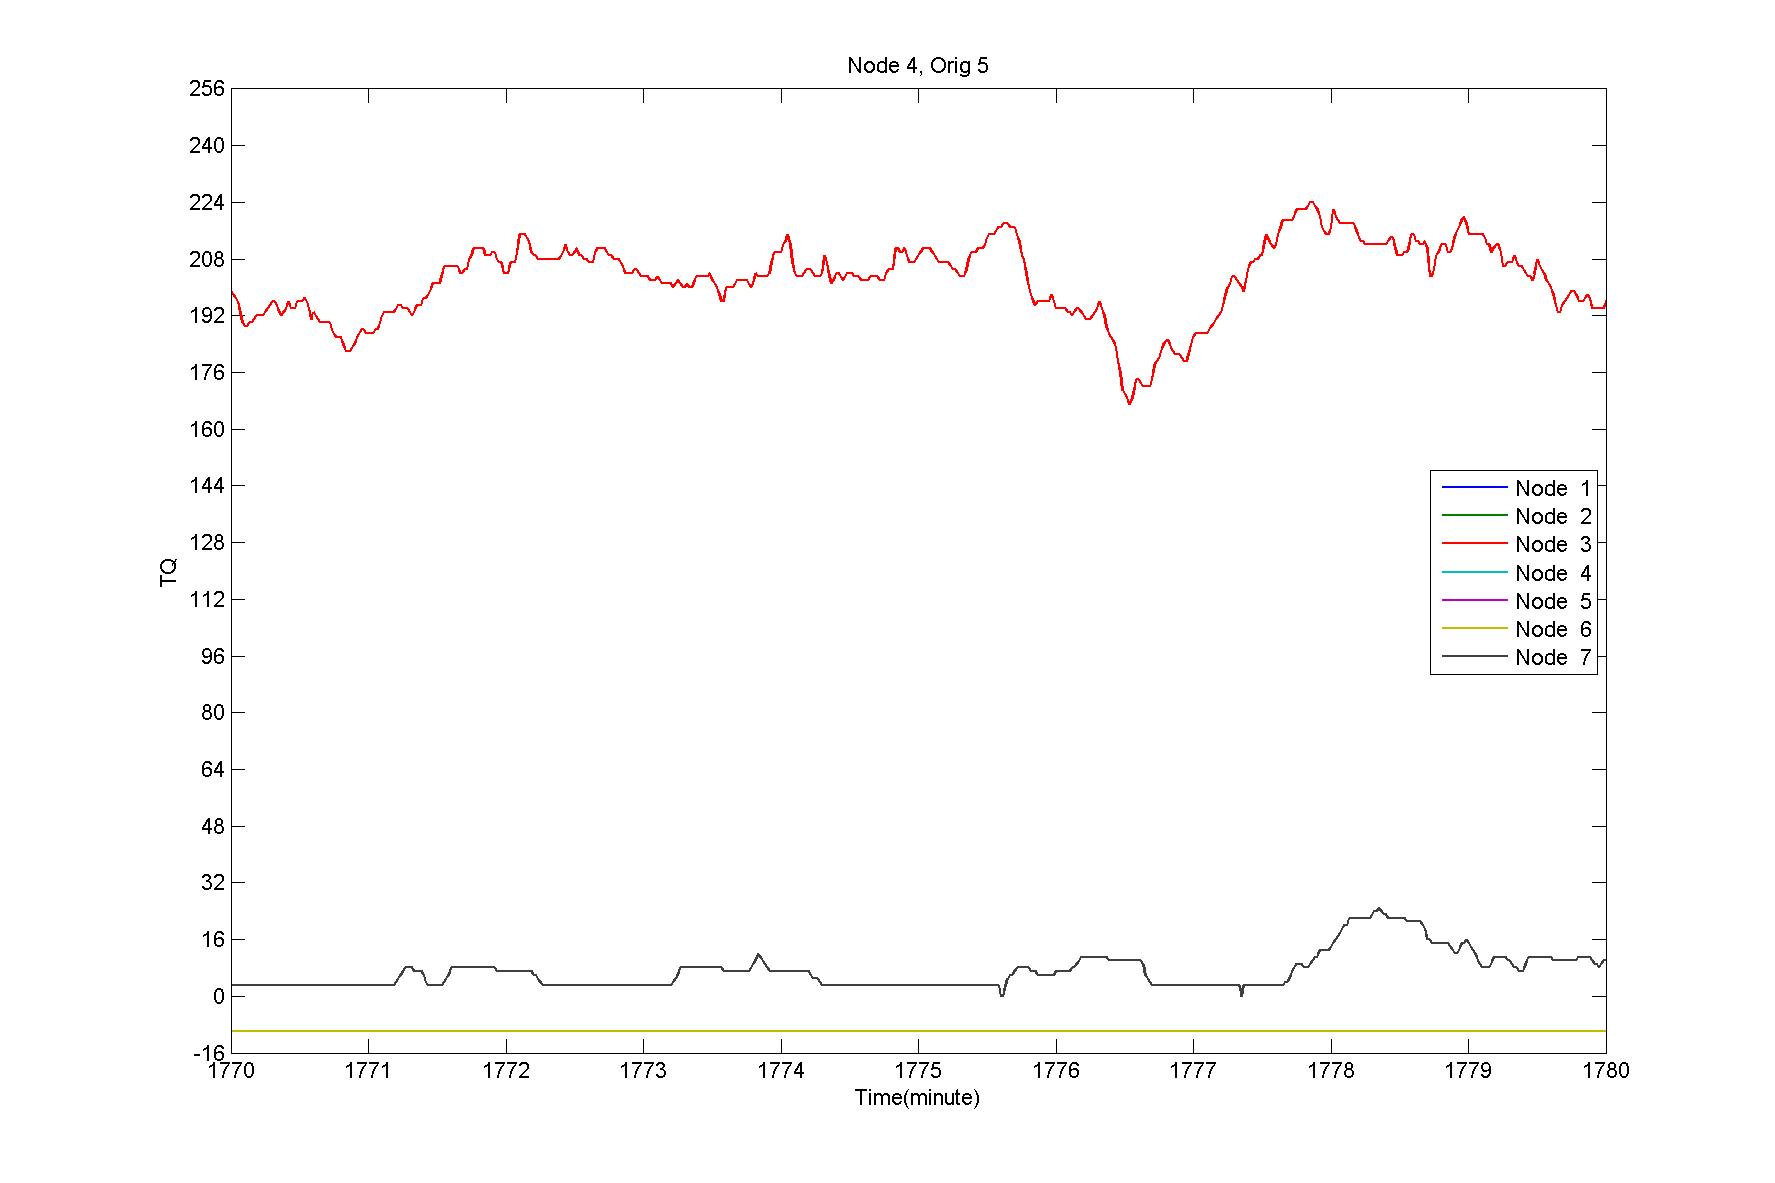 Node 4, Orig 5
256
240
224
208
192
176
160
144
128
112
96
80
64
48
32
16
0
-16
TQ
Node 1
Node 2
Node 3
Node 4
Node 5
Node 6
Node 7
1770 1771 1772 1773 1774 1775 1776 1777 1778 1779 1780
Time(minute)